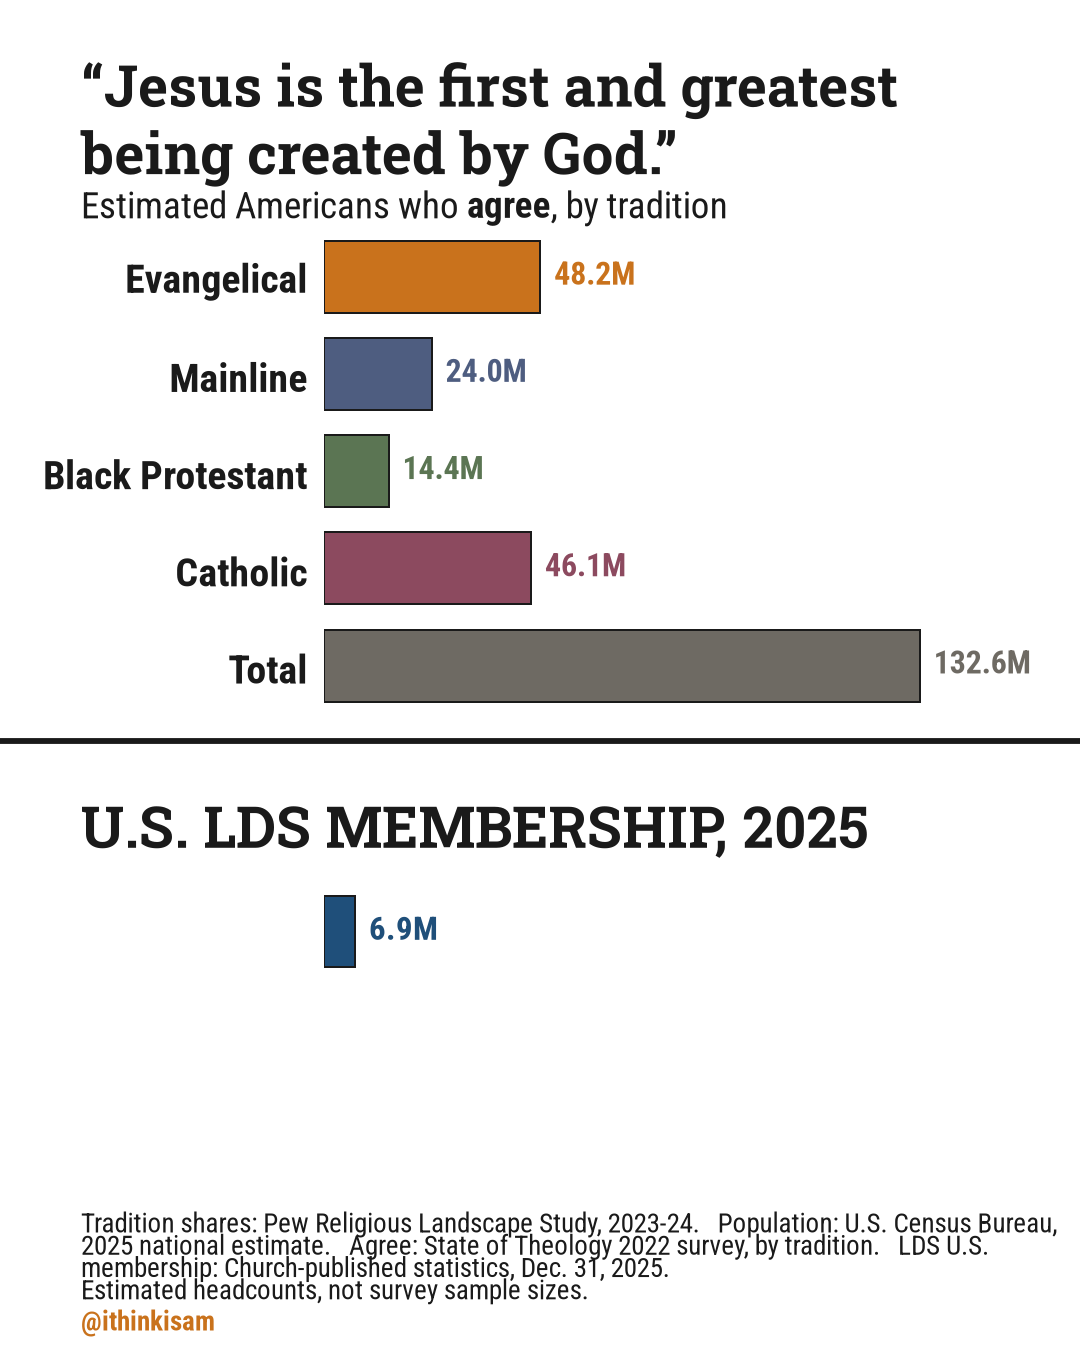 “Jesus is the first and greatest
being created by God.”
Estimated Americans who agree, by tradition
Evangelical 48.2M
Mainline 24.0M
Black Protestant 14.4M
Catholic 46.1M
Total 132.6M
U.S. LDS MEMBERSHIP, 2025
6.9M
Tradition shares: Pew Religious Landscape Study, 2023-24. Population: U.S. Census Bureau,
2025 national estimate. Agree: State of Theology 2022 survey, by tradition. LDS U.S.
membership: Church-published statistics, Dec. 31, 2025.
Estimated headcounts, not survey sample sizes.
@ithinkisam